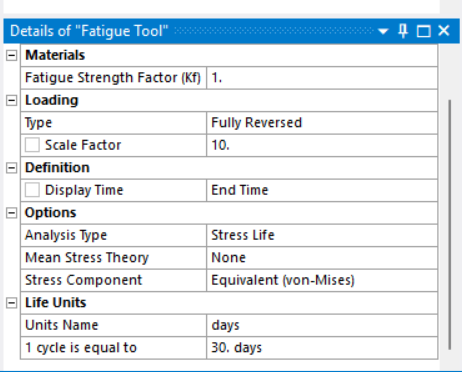 Details of "Fatigue Tool"
Materials
Fatigue Strength Factor (Kf) 1.
Loading
Type Fully Reversed
Scale Factor 10.
Definition
Display Time End Time
Options
Analysis Type Stress Life
Mean Stress Theory None
Stress Component Equivalent (von-Mises)
Life Units
Units Name days
1 cycle is equal to 30. days